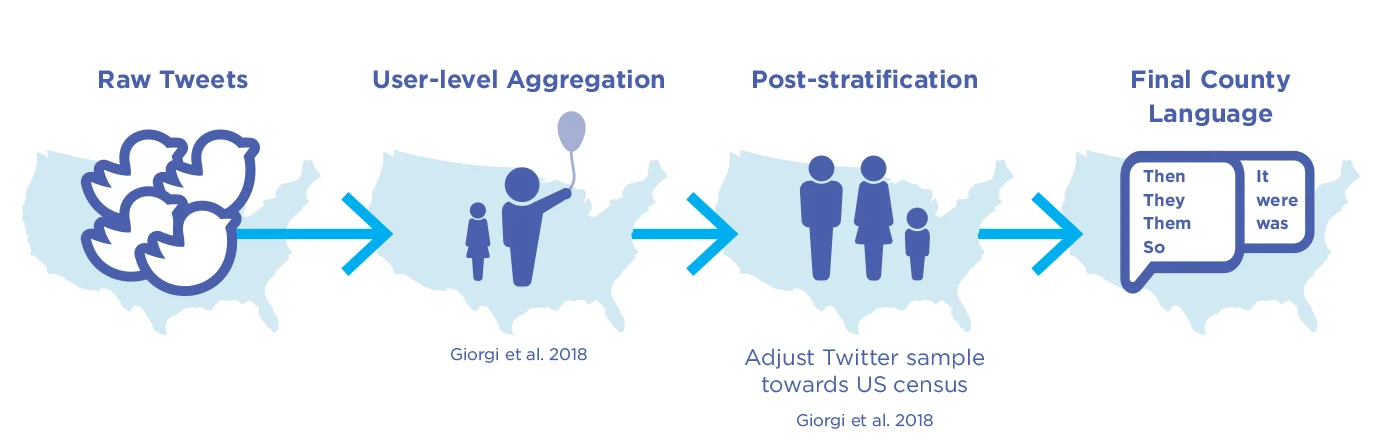 Raw Tweets
User-level Aggregation
Post-stratification
Final County
Language
Then
They
Them
So
It
were
was
Giorgi et al. 2018
Adjust Twitter sample
towards US census
Giorgi et al. 2018